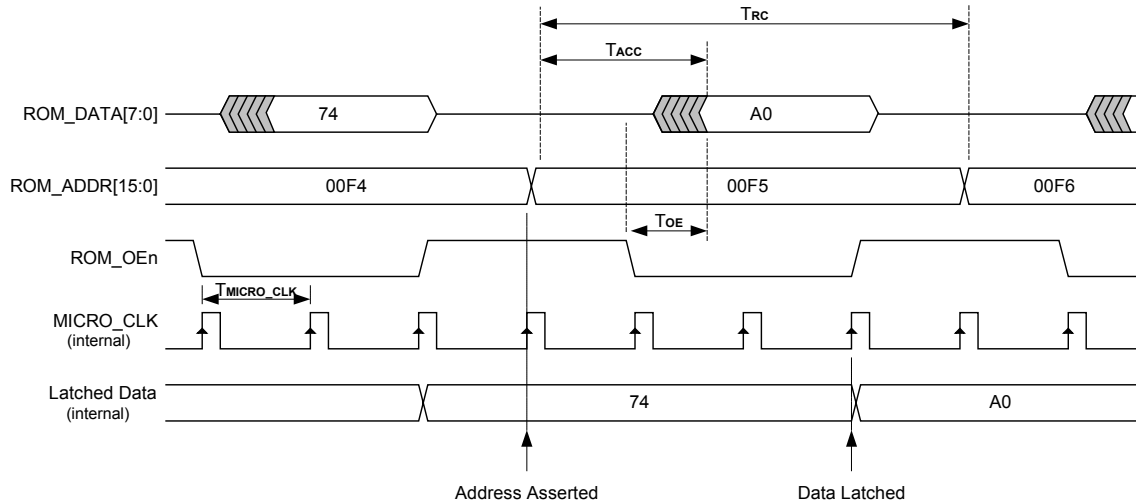 TRC
TACC
ROM_DATA[7:0]
74
A0
ROM_ADDR[15:0]
00F4
00F5
00F6
TOE
ROM_OEn
TMICRO_CLK
MICRO_CLK
(internal)
Latched Data
(internal)
74
A0
Address Asserted
Data Latched